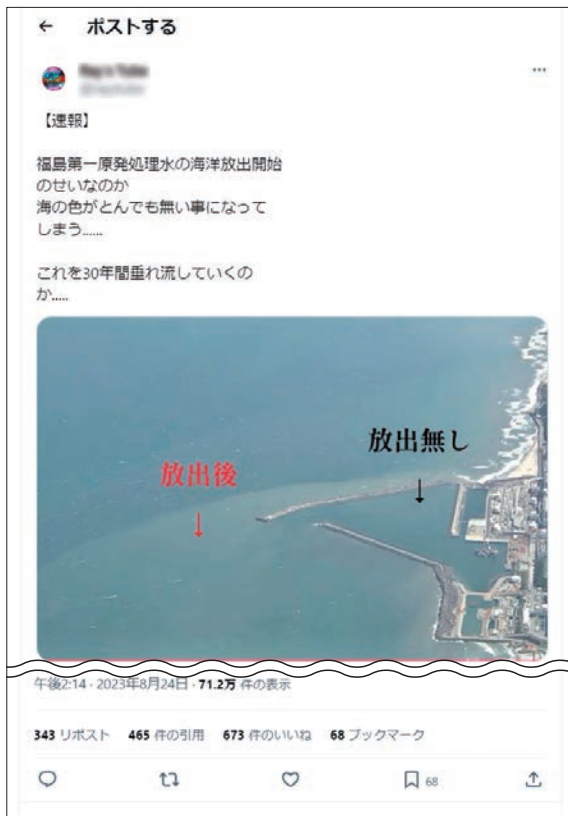 ← ポストする
...
【速報】
福島第一原発処理水の海洋放出開始
のせいなのか
海の色がとんでも無い事になって
しまう......
これを30年間垂れ流していくの
か.....
放出無し
↓
放出後
↓
午後2:14 · 2023年8月24日 · 71.2万 件の表示
343 リポスト 465 件の引用 673 件のいいね 68 ブックマーク
68